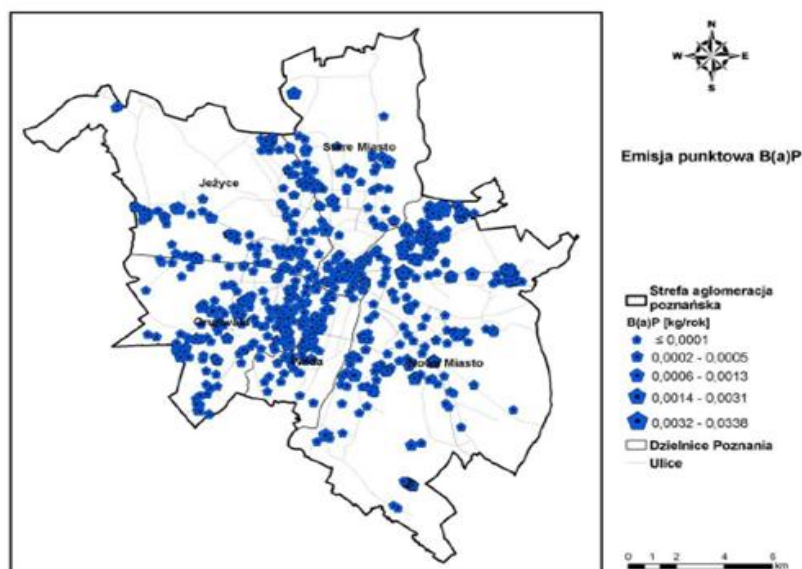 N
W E
S
Emisja punktowa B(a)P
Stare Miasto
Jeżyce
Grunwald
Wilda
Nowe Miasto
Strefa aglomeracja
poznańska
B(a)P [kg/rok]
≤ 0,0001
0,0002 - 0,0005
0,0006 - 0,0013
0,0014 - 0,0031
0,0032 - 0,0338
Dzielnice Poznania
Ulice
0 1 2 4 6
km